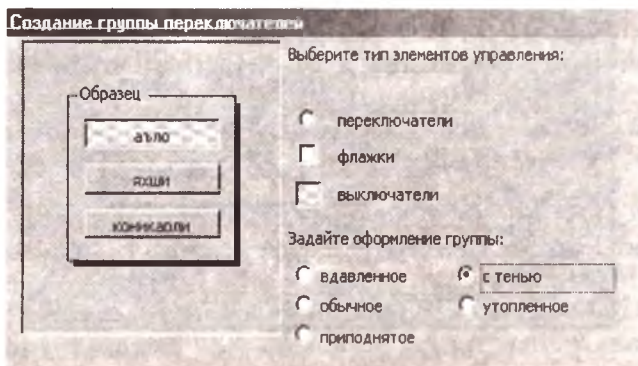 Создание группы переключателей
Выберите тип элементов управления:
Образец
аъло
яхши
переключатели
флажки
выключатели
Задайте оформление группы:
вдавленное
с тенью
обычное
утопленное
приподнятое